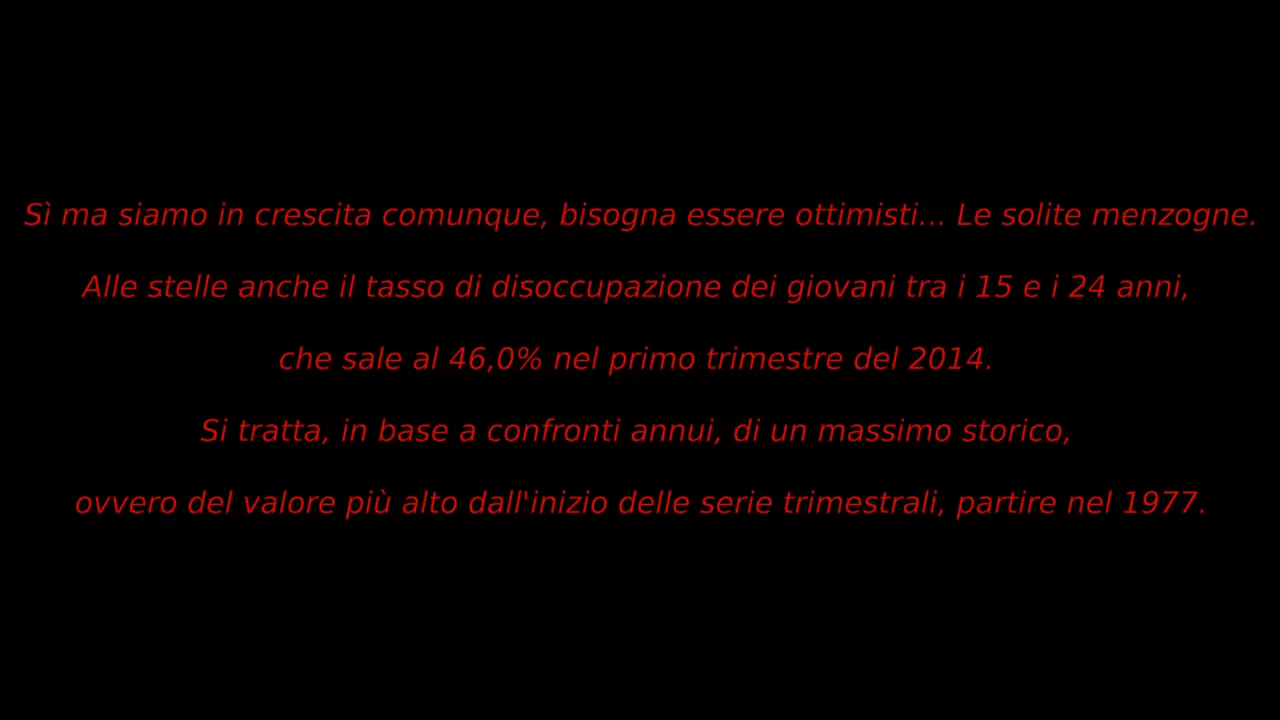 Sì ma siamo in crescita comunque, bisogna essere ottimisti... Le solite menzogne.
Alle stelle anche il tasso di disoccupazione dei giovani tra i 15 e i 24 anni,
che sale al 46,0% nel primo trimestre del 2014.
Si tratta, in base a confronti annui, di un massimo storico,
ovvero del valore più alto dall'inizio delle serie trimestrali, partire nel 1977.